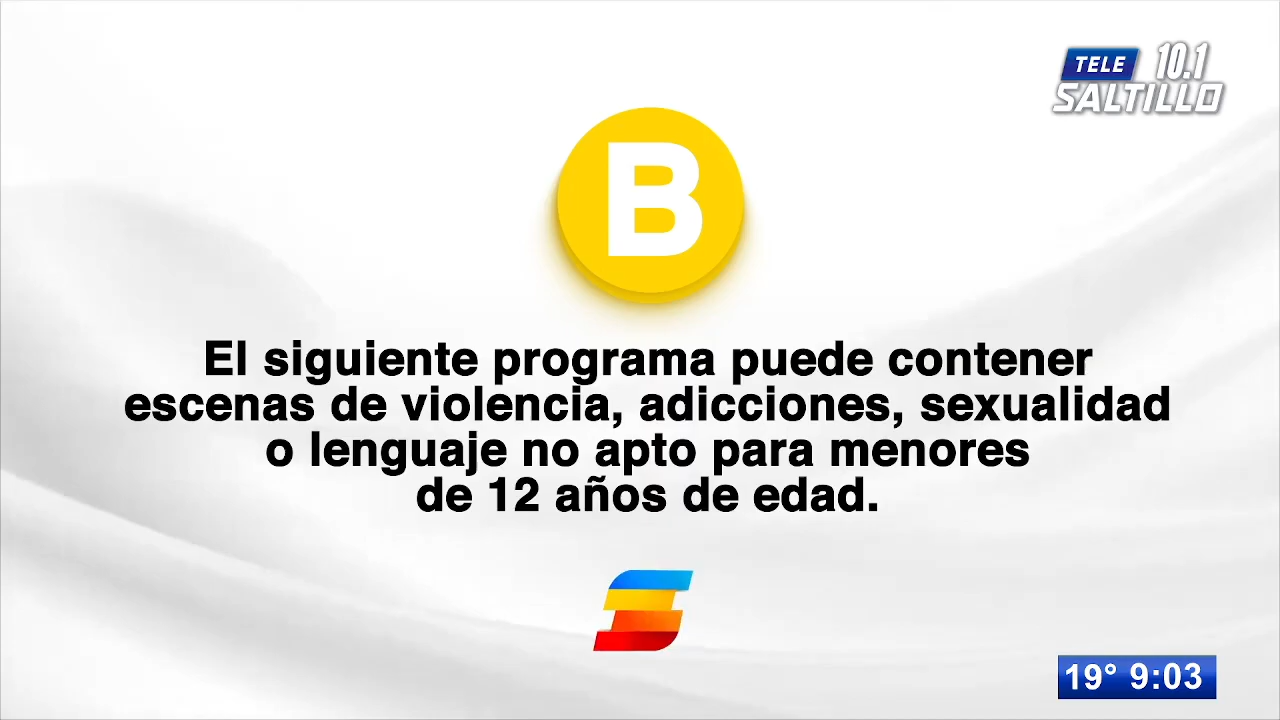 TELE 10.1
SALTILLO
B
El siguiente programa puede contener
escenas de violencia, adicciones, sexualidad
o lenguaje no apto para menores
de 12 años de edad.
19° 9:03